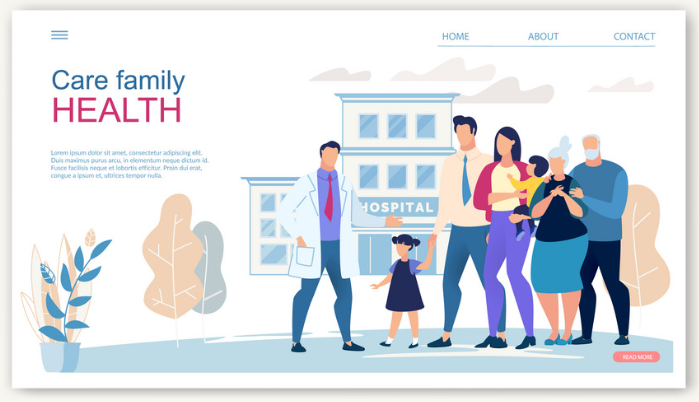 HOME ABOUT CONTACT
Care family
HEALTH
Lorem ipsum dolor sit amet, consectetur adipiscing elit.
Duis maximus purus arcu, in elementum neque dictum id.
Fusce facilisis neque et lobortis efficitur. Proin dui erat,
congue a ipsum et, ultrices tempor nulla.
HOSPITAL
READ MORE